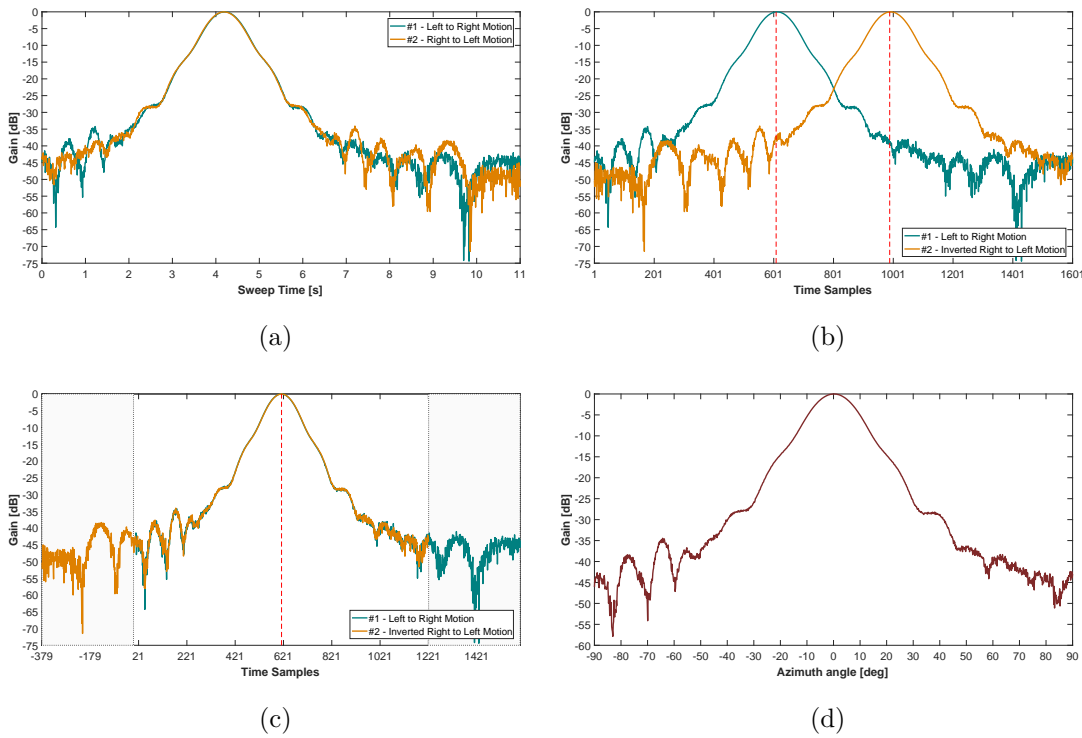 0
-5
-10
-15
-20
-25
-30
-35
-40
-45
-50
-55
-60
-65
-70
-75
Gain [dB]
#1 - Left to Right Motion
#2 - Right to Left Motion
0 1 2 3 4 5 6 7 8 9 10 11
Sweep Time [s]
(a)
0
-5
-10
-15
-20
-25
-30
-35
-40
-45
-50
-55
-60
-65
-70
-75
Gain [dB]
#1 - Left to Right Motion
#2 - Inverted Right to Left Motion
1 201 401 601 801 1001 1201 1401 1601
Time Samples
(b)
0
-5
-10
-15
-20
-25
-30
-35
-40
-45
-50
-55
-60
-65
-70
-75
Gain [dB]
#1 - Left to Right Motion
#2 - Inverted Right to Left Motion
-379 -179 21 221 421 621 821 1021 1221 1421
Time Samples
(c)
0
-5
-10
-15
-20
-25
-30
-35
-40
-45
-50
-55
-60
Gain [dB]
-90 -80 -70 -60 -50 -40 -30 -20 -10 0 10 20 30 40 50 60 70 80 90
Azimuth angle [deg]
(d)